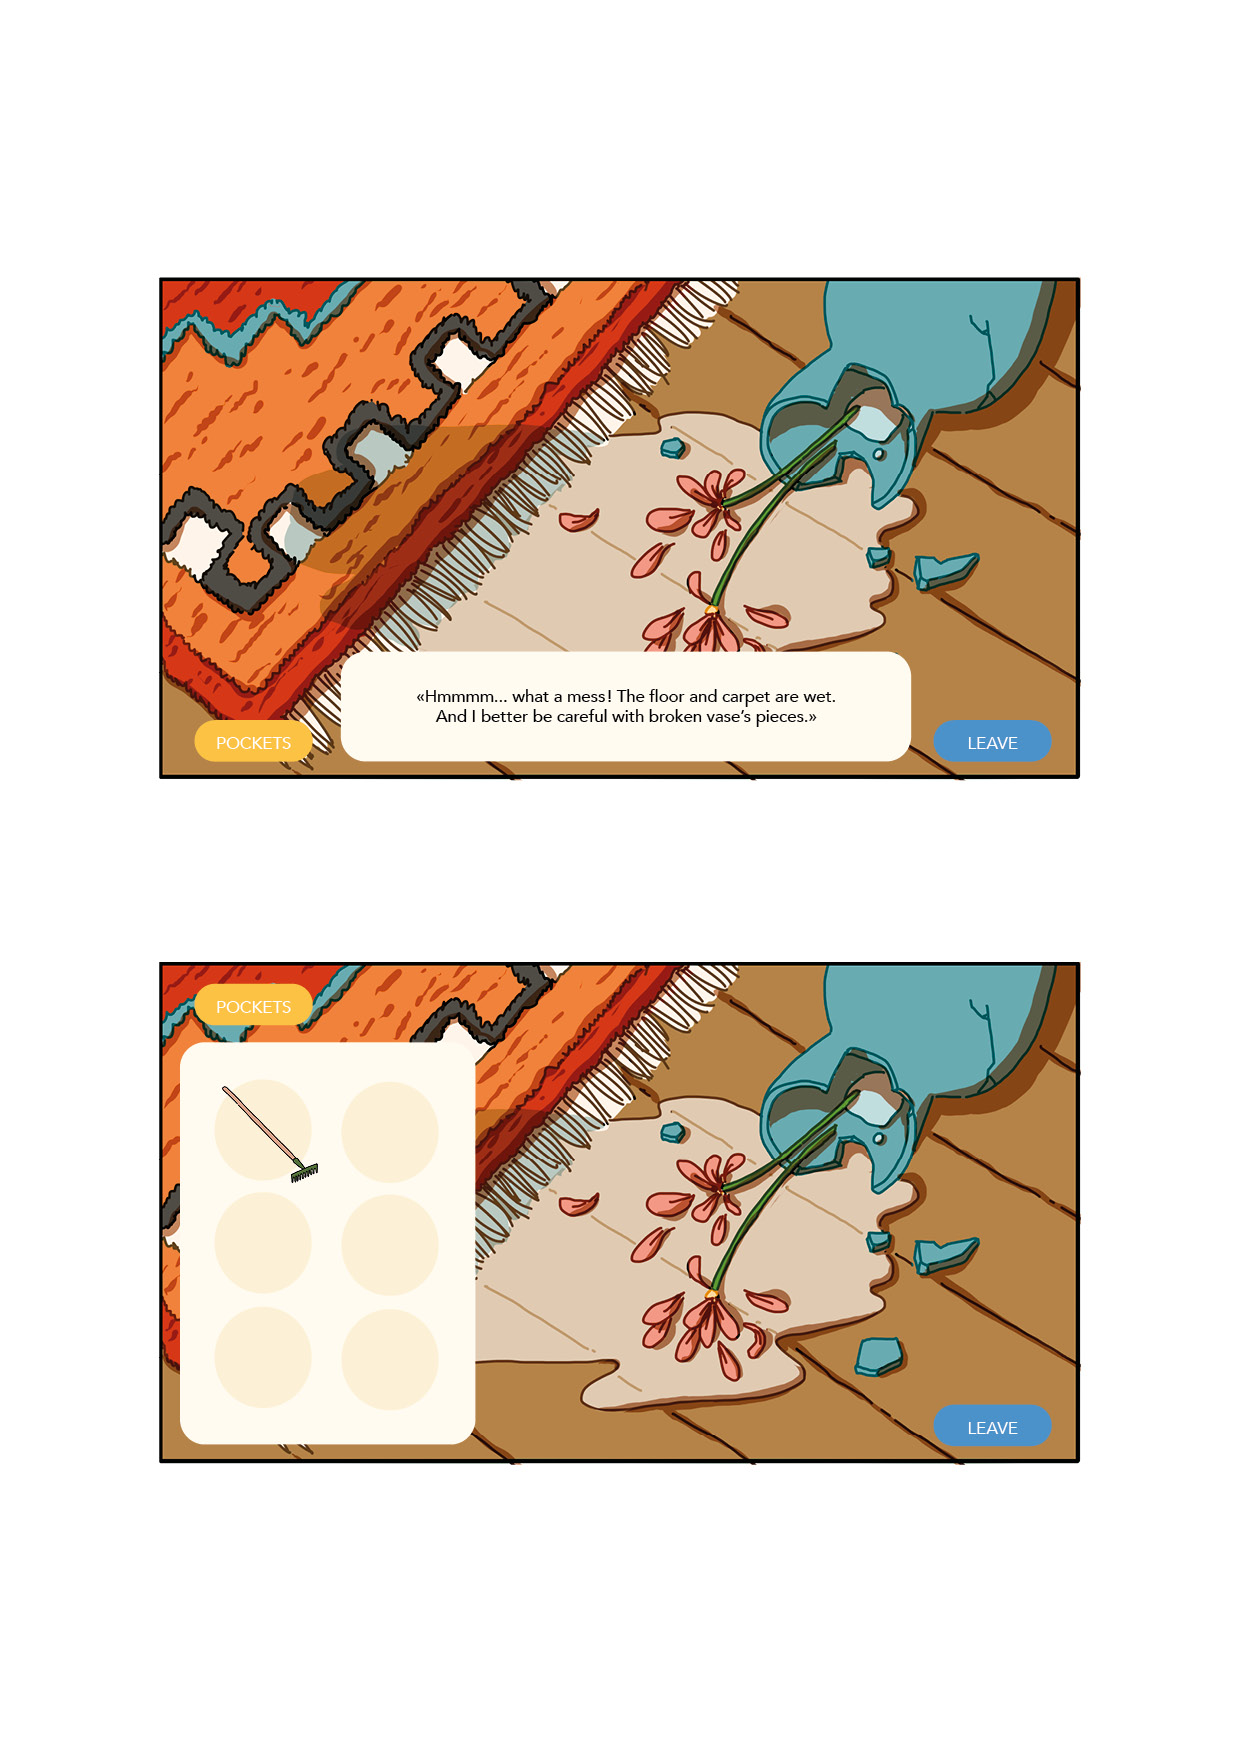 «Hmmmm... what a mess! The floor and carpet are wet.
And I better be careful with broken vase's pieces.»
POCKETS
LEAVE
POCKETS
LEAVE